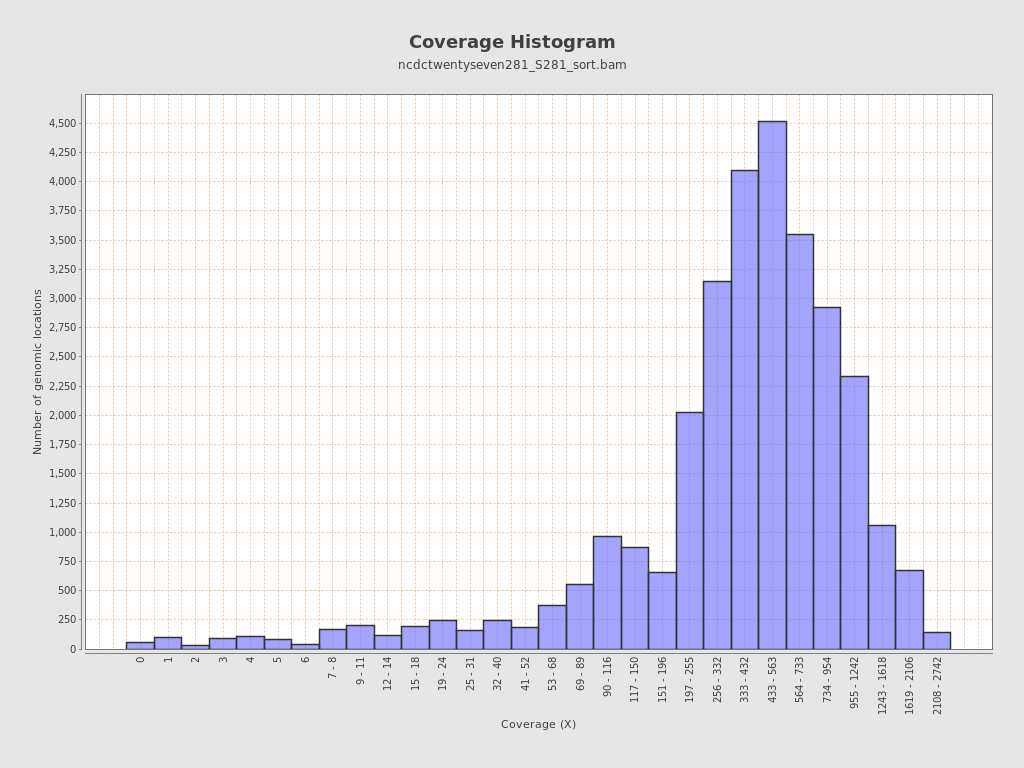 Coverage Histogram
ncdctwentyseven281_S281_sort.bam
Number of genomic locations
4,500
4,250
4,000
3,750
3,500
3,250
3,000
2,750
2,500
2,250
2,000
1,750
1,500
1,250
1,000
750
500
250
0
0
1
2
3
4
5
6
7 - 8
9 - 11
12 - 14
15 - 18
19 - 24
25 - 31
32 - 40
41 - 52
53 - 68
69 - 89
90 - 116
117 - 150
151 - 196
197 - 255
256 - 332
333 - 432
433 - 563
564 - 733
734 - 954
955 - 1242
1243 - 1618
1619 - 2106
2108 - 2742
Coverage (X)